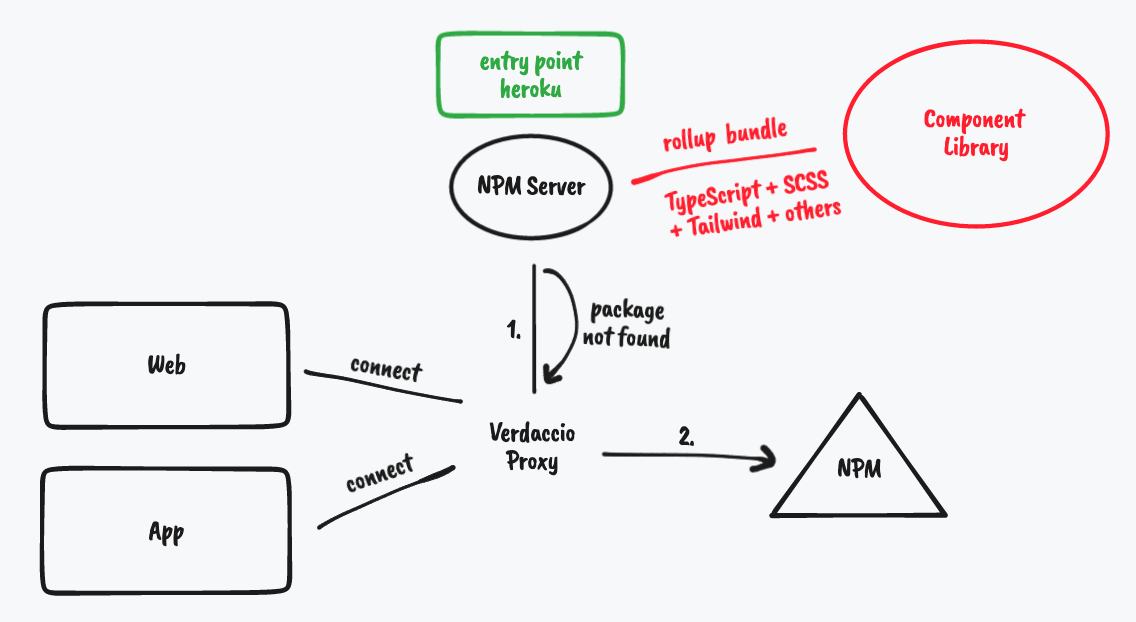 entry point
heroku
Component
Library
rollup bundle
NPM Server
TypeScript + SCSS
+ Tailwind + others
package
not found
1.
Web
connect
Verdaccio
Proxy
2.
NPM
connect
App